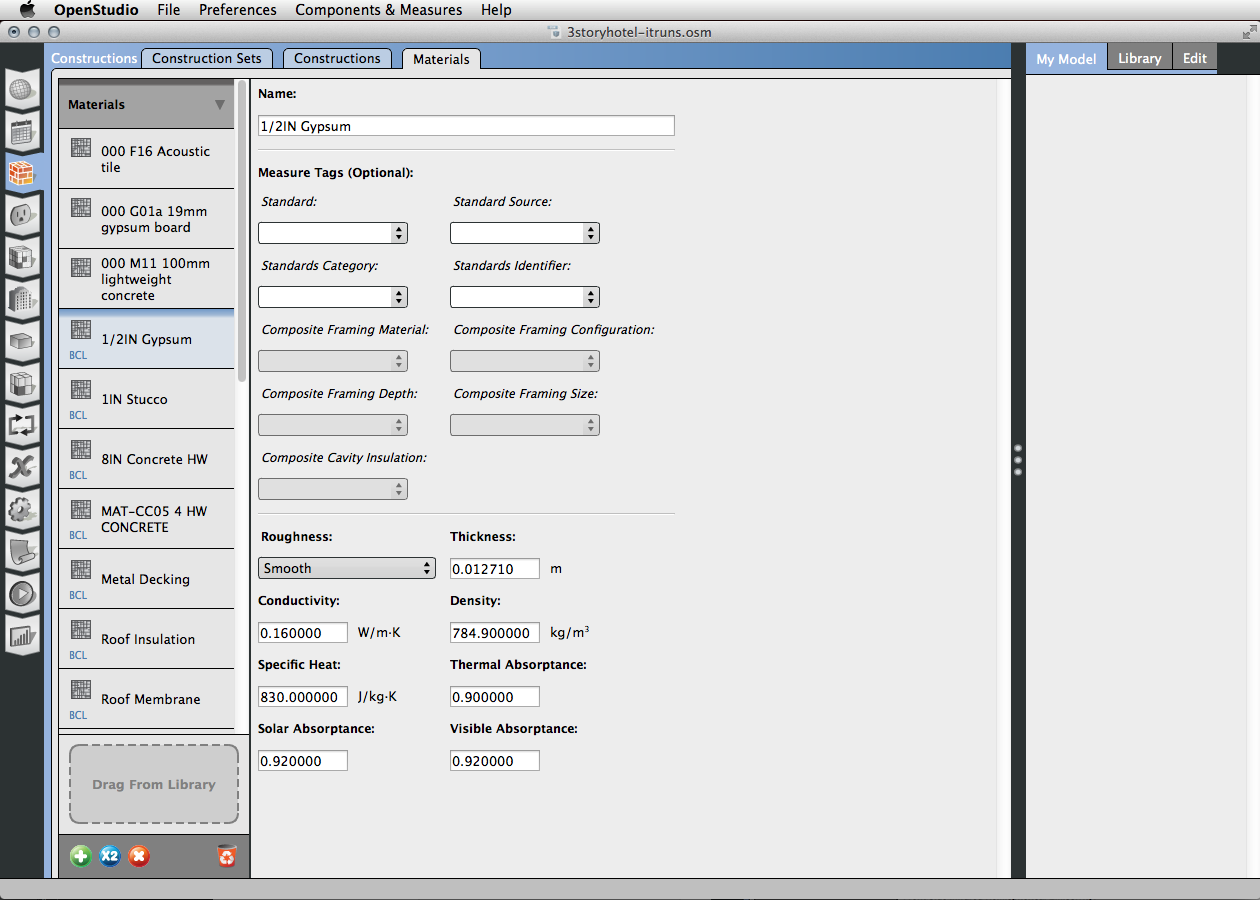 OpenStudio File Preferences Components & Measures Help
3storyhotel-itruns.osm
Constructions Construction Sets Constructions Materials
My Model Library Edit
Materials
000 F16 Acoustic
tile
000 G01a 19mm
gypsum board
000 M11 100mm
lightweight
concrete
1/2IN Gypsum
BCL
1IN Stucco
BCL
8IN Concrete HW
BCL
MAT-CC05 4 HW
CONCRETE
BCL
Metal Decking
BCL
Roof Insulation
BCL
Roof Membrane
BCL
Drag From Library
X2
Name:
1/2IN Gypsum
Measure Tags (Optional):
Standard: Standard Source:
Standards Category: Standards Identifier:
Composite Framing Material: Composite Framing Configuration:
Composite Framing Depth: Composite Framing Size:
Composite Cavity Insulation:
Roughness: Thickness:
Smooth 0.012710 m
Conductivity: Density:
0.160000 W/m·K 784.900000 kg/m³
Specific Heat: Thermal Absorptance:
830.000000 J/kg·K 0.900000
Solar Absorptance: Visible Absorptance:
0.920000 0.920000